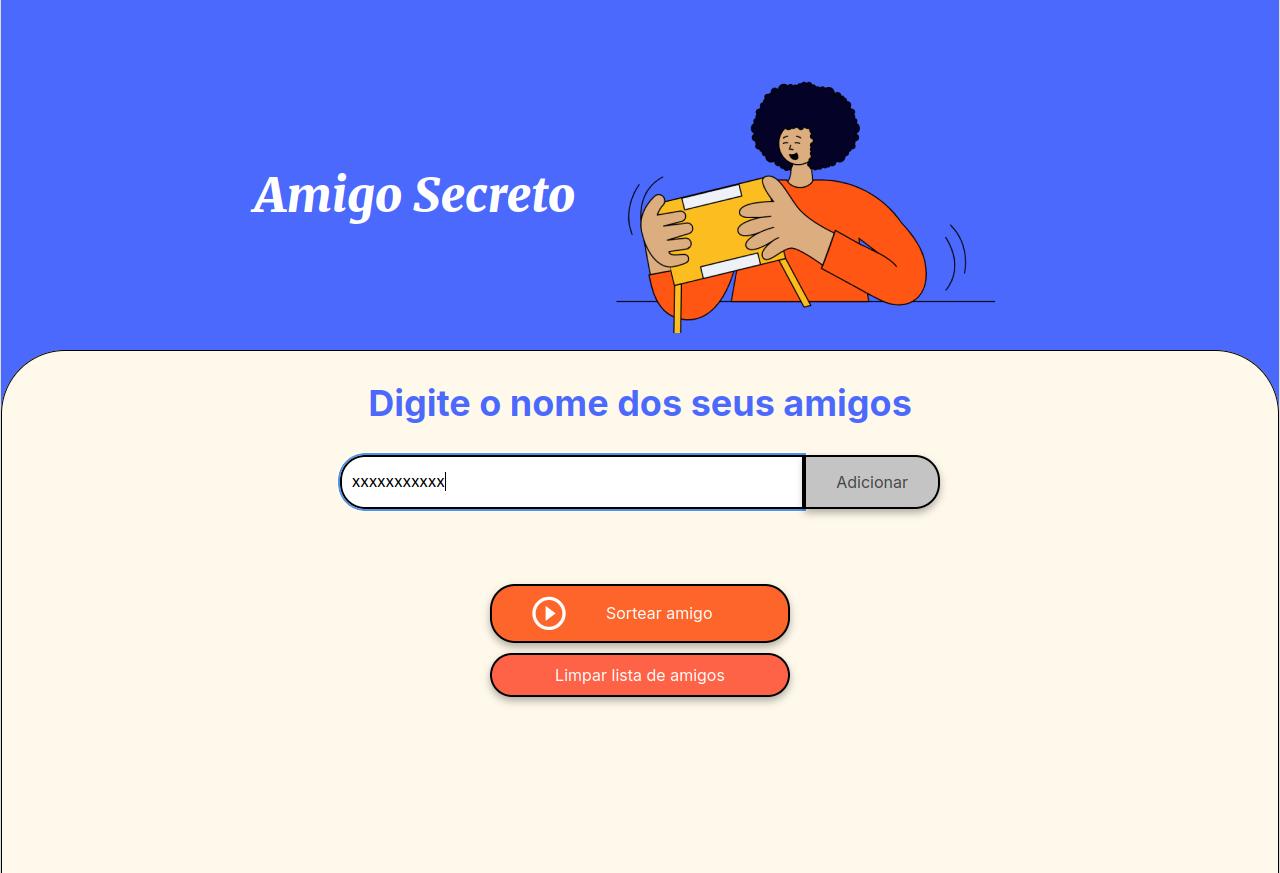 Amigo Secreto
Digite o nome dos seus amigos
xxxxxxxxxxx
Adicionar
Sortear amigo
Limpar lista de amigos